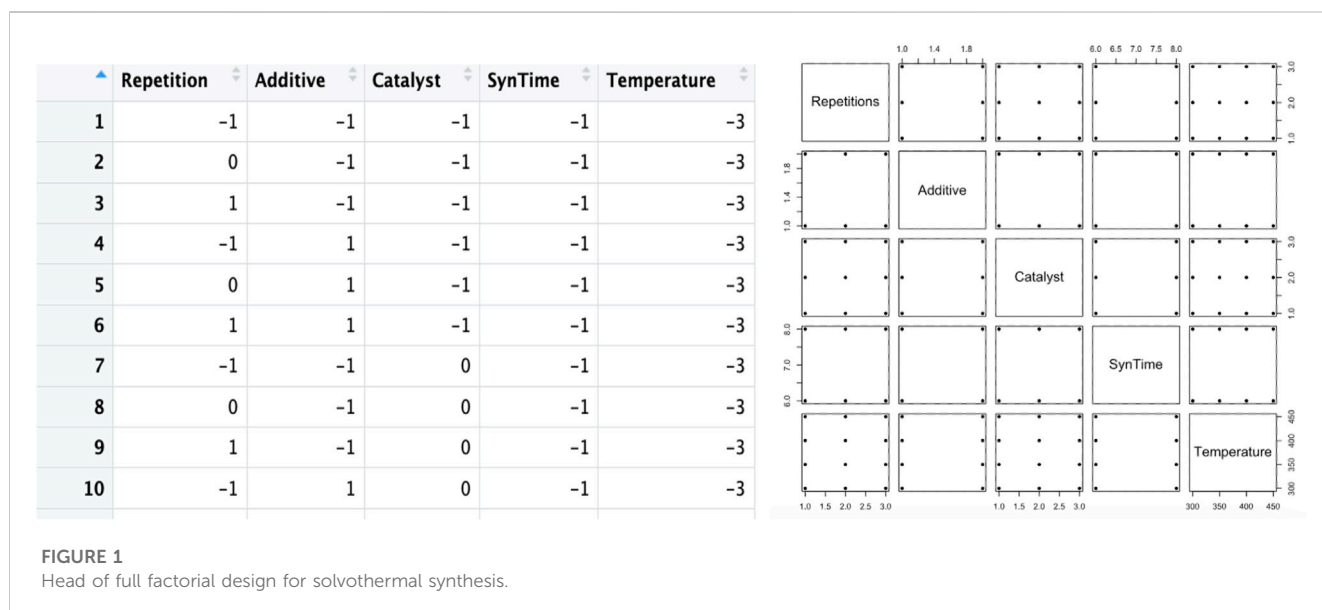 Repetition Additive Catalyst SynTime Temperature
1 −1 −1 −1 −1 −3
2 0 −1 −1 −1 −3
3 1 −1 −1 −1 −3
4 −1 1 −1 −1 −3
5 0 1 −1 −1 −3
6 1 1 −1 −1 −3
7 −1 −1 0 −1 −3
8 0 −1 0 −1 −3
9 1 −1 0 −1 −3
10 −1 1 0 −1 −3
1.0 1.4 1.8 6.0 6.5 7.0 7.5 8.0
Repetitions
1.0 2.0 3.0
Additive
1.0 1.4 1.8
Catalyst
1.0 2.0 3.0
SynTime
6.0 7.0 8.0
Temperature
300 350 400 450
1.0 1.5 2.0 2.5 3.0 1.0 1.5 2.0 2.5 3.0 300 350 400 450
FIGURE 1
Head of full factorial design for solvothermal synthesis.